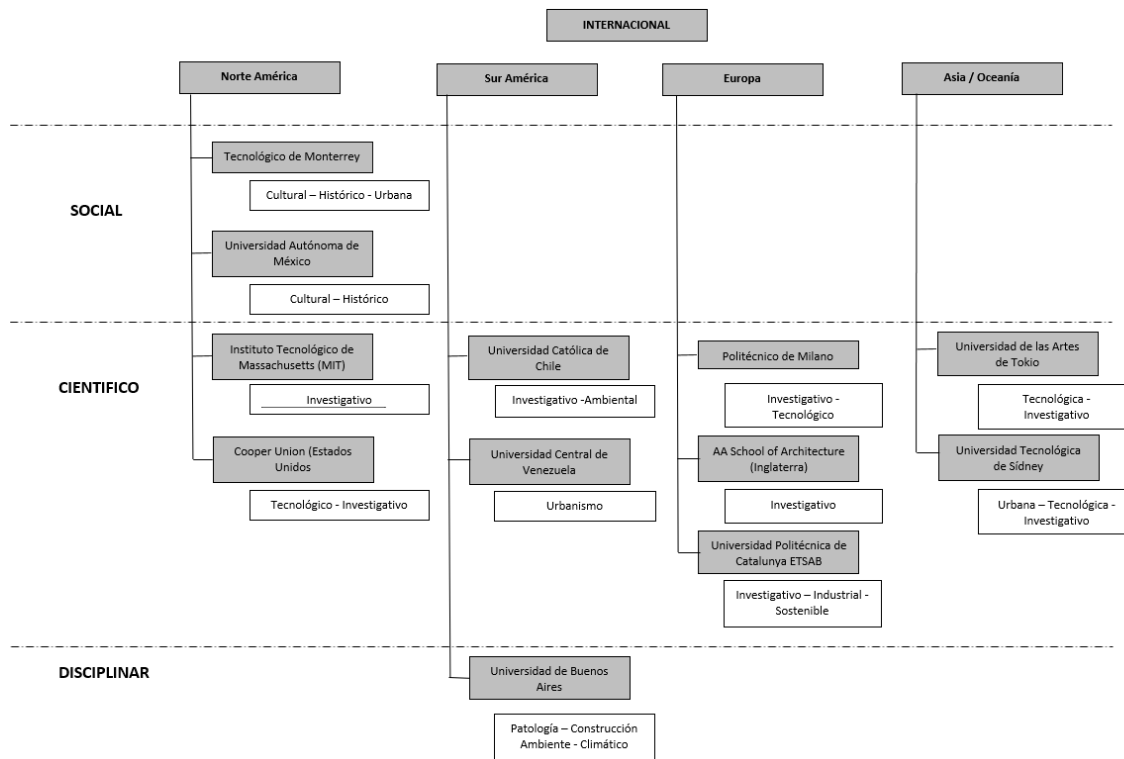 INTERNACIONAL
Norte América
Sur América
Europa
Asia / Oceanía
SOCIAL
Tecnológico de Monterrey
Cultural – Histórico - Urbana
Universidad Autónoma de
México
Cultural – Histórico
CIENTIFICO
Instituto Tecnológico de
Massachusetts (MIT)
Investigativo
Cooper Union (Estados
Unidos
Tecnológico - Investigativo
Universidad Católica de
Chile
Investigativo -Ambiental
Universidad Central de
Venezuela
Urbanismo
Politécnico de Milano
Investigativo -
Tecnológico
AA School of Architecture
(Inglaterra)
Investigativo
Universidad Politécnica de
Catalunya ETSAB
Investigativo – Industrial -
Sostenible
Universidad de las Artes
de Tokio
Tecnológica -
Investigativo
Universidad Tecnológica
de Sídney
Urbana – Tecnológica -
Investigativo
DISCIPLINAR
Universidad de Buenos
Aires
Patología – Construcción
Ambiente - Climático